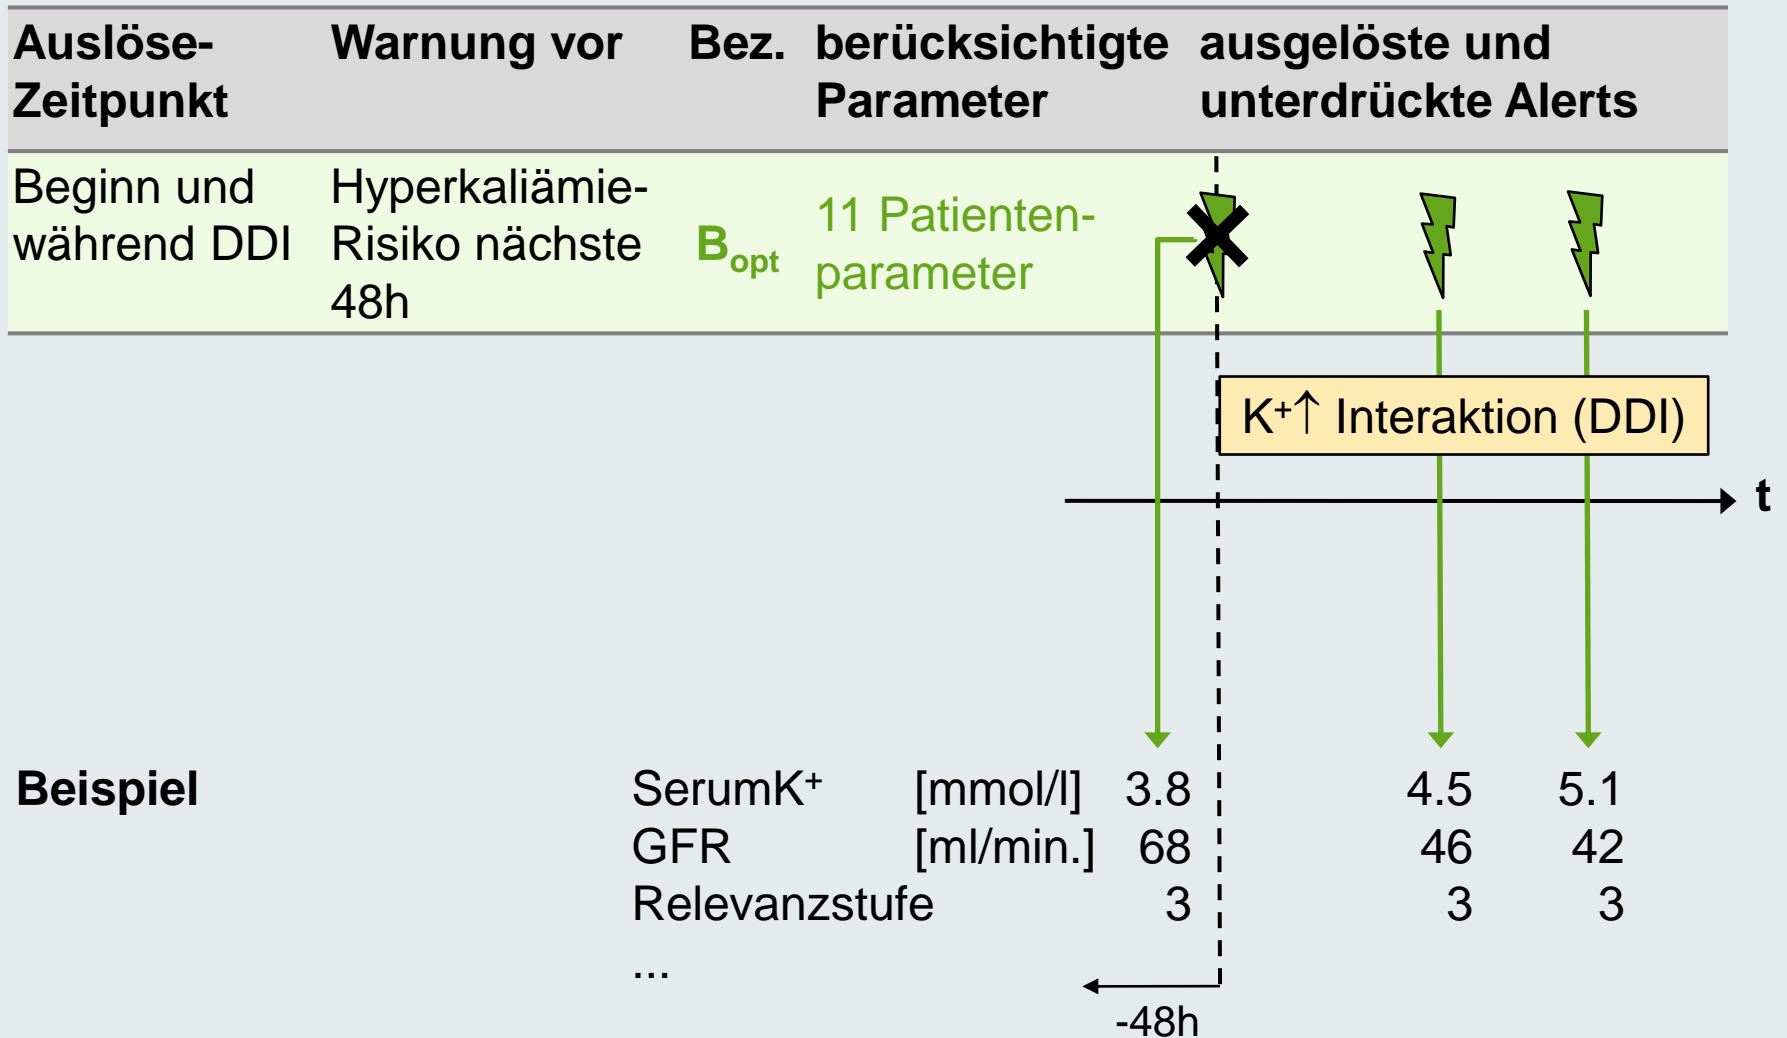 Auslöse-
Zeitpunkt
Warnung vor
Bez.
berücksichtigte
Parameter
ausgelöste und
unterdrückte Alerts
Beginn und
während DDI
Hyperkaliämie-
Risiko nächste
48h
Bopt
11 Patienten-
parameter
K+↑ Interaktion (DDI)
t
Beispiel
SerumK+ [mmol/l] 3.8 4.5 5.1
GFR [ml/min.] 68 46 42
Relevanzstufe 3 3 3
...
-48h